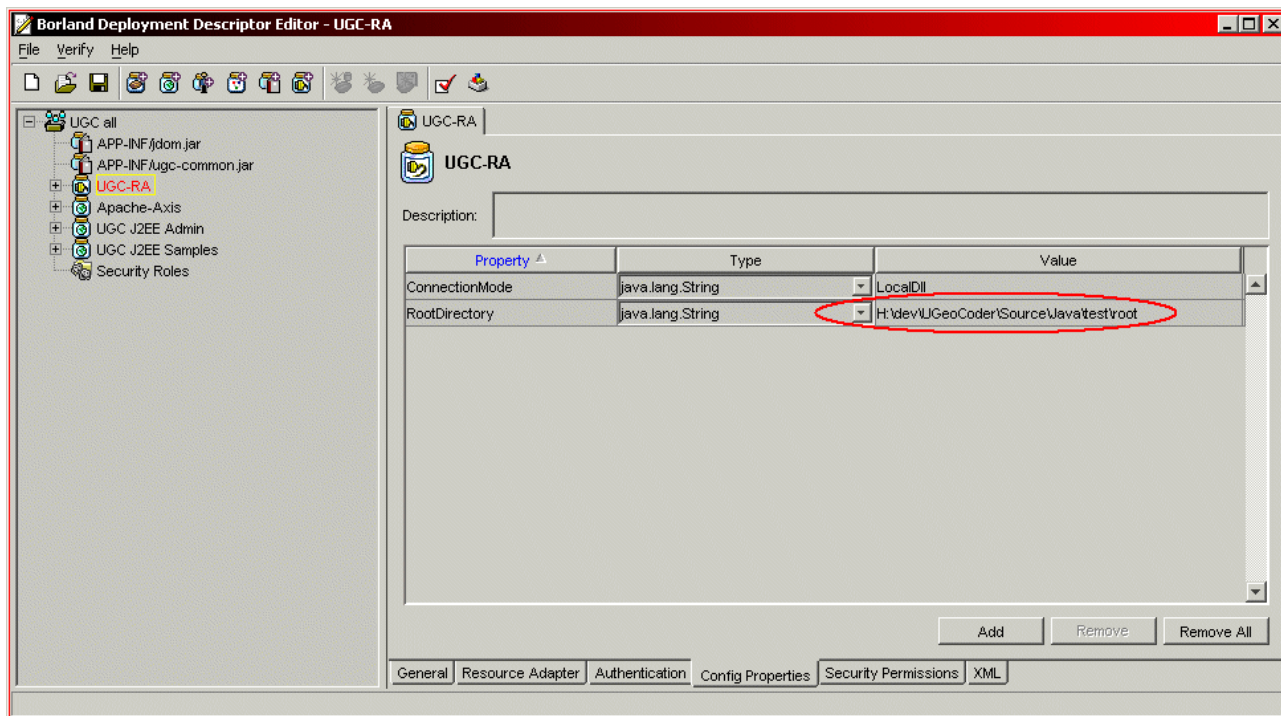 Borland Deployment Descriptor Editor - UGC-RA
File Verify Help
UGC all
APP-INF/jdom.jar
APP-INF/ugc-common.jar
UGC-RA
Apache-Axis
UGC J2EE Admin
UGC J2EE Samples
Security Roles
UGC-RA
UGC-RA
Description:
Property Type Value
ConnectionMode java.lang.String LocalDll
RootDirectory java.lang.String H:\dev\UGeoCoder\Source\Java\test\root
Add Remove Remove All
General Resource Adapter Authentication Config Properties Security Permissions XML